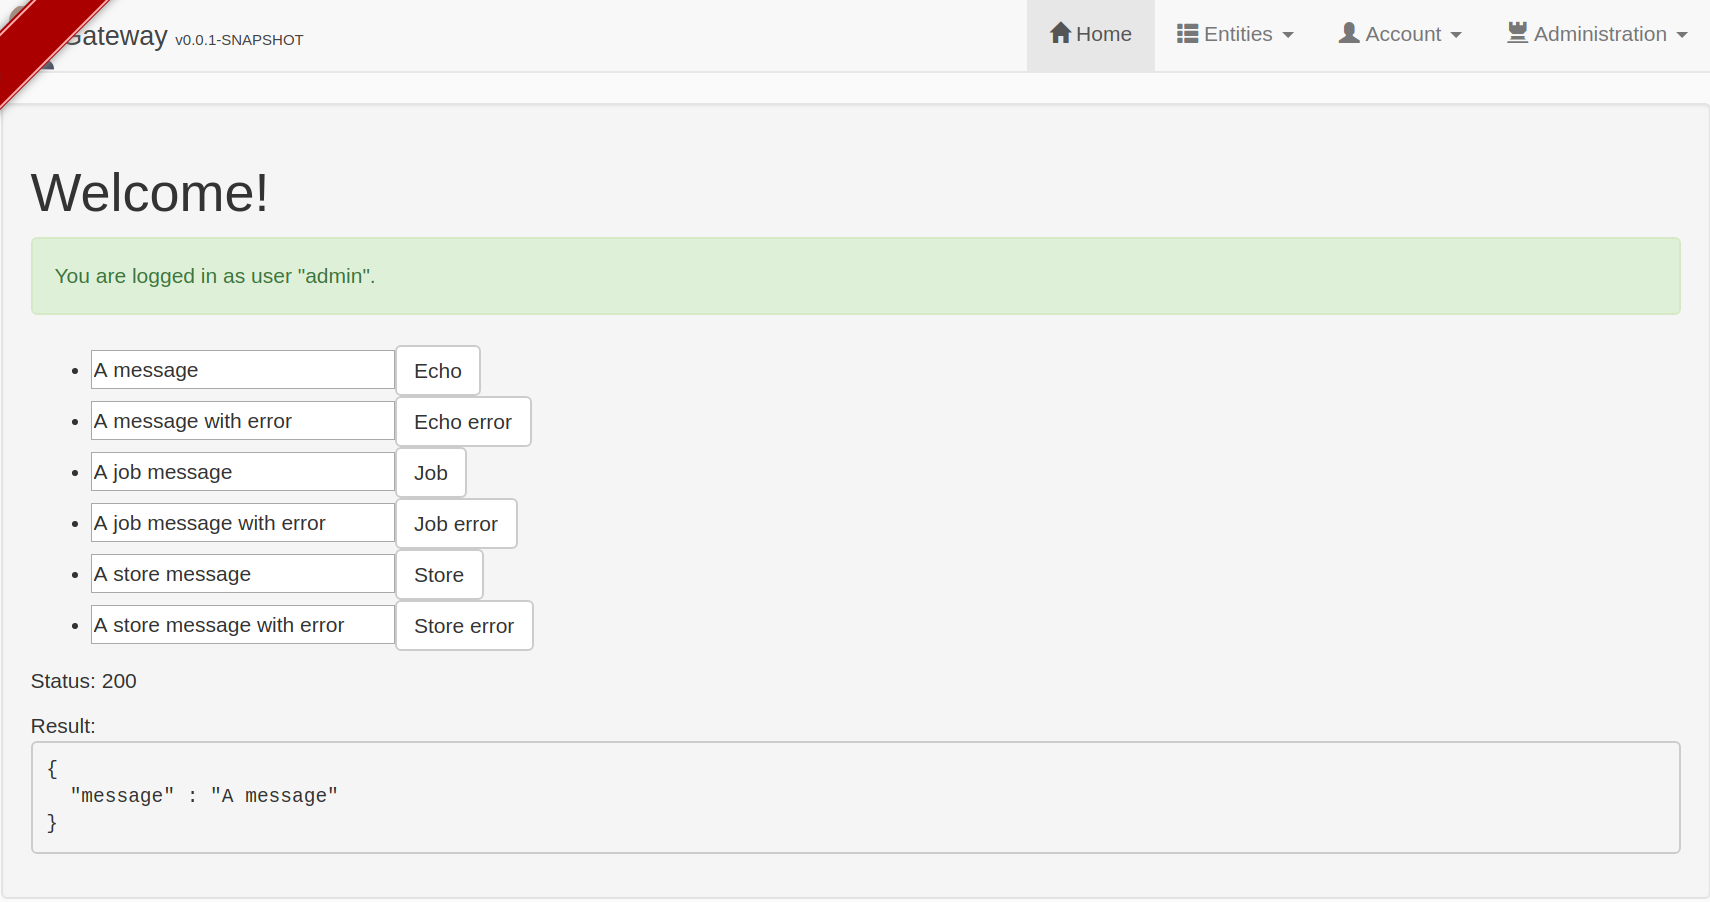 Gateway v0.0.1-SNAPSHOT
Home
Entities
Account
Administration
Welcome!
You are logged in as user "admin".
A message Echo
A message with error Echo error
A job message Job
A job message with error Job error
A store message Store
A store message with error Store error
Status: 200
Result:
{
  "message" : "A message"
}